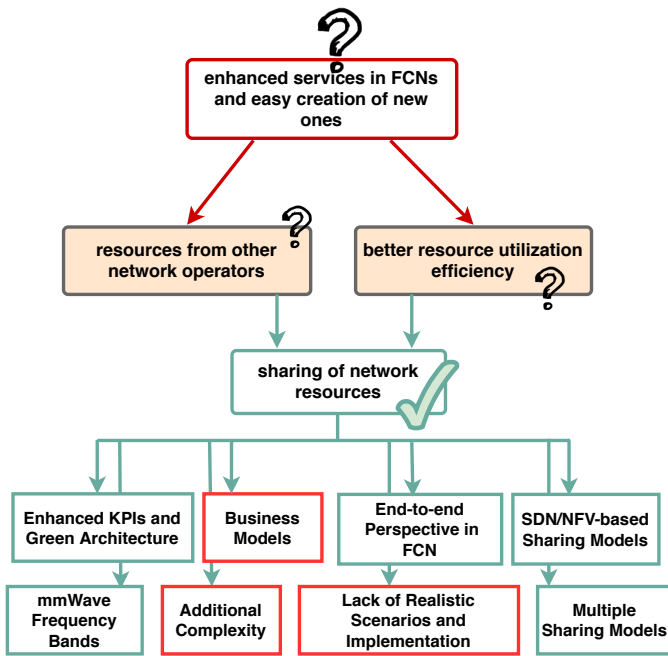 ?
enhanced services in FCNs
and easy creation of new
ones
resources from other
network operators
?
better resource utilization
efficiency
?
sharing of network
resources
Enhanced KPIs and
Green Architecture
Business
Models
End-to-end
Perspective in
FCN
SDN/NFV-based
Sharing Models
mmWave
Frequency
Bands
Additional
Complexity
Lack of Realistic
Scenarios and
Implementation
Multiple
Sharing Models